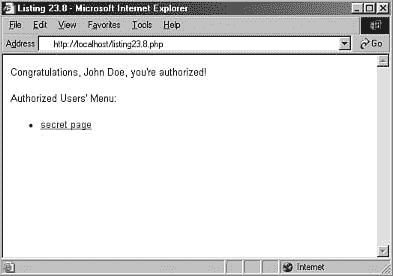 Listing 23.8 - Microsoft Internet Explorer
File Edit View Favorites Tools Help
Address http://localhost/listing23.8.php Go
Congratulations, John Doe, you're authorized!
Authorized Users' Menu:
• secret page
Internet